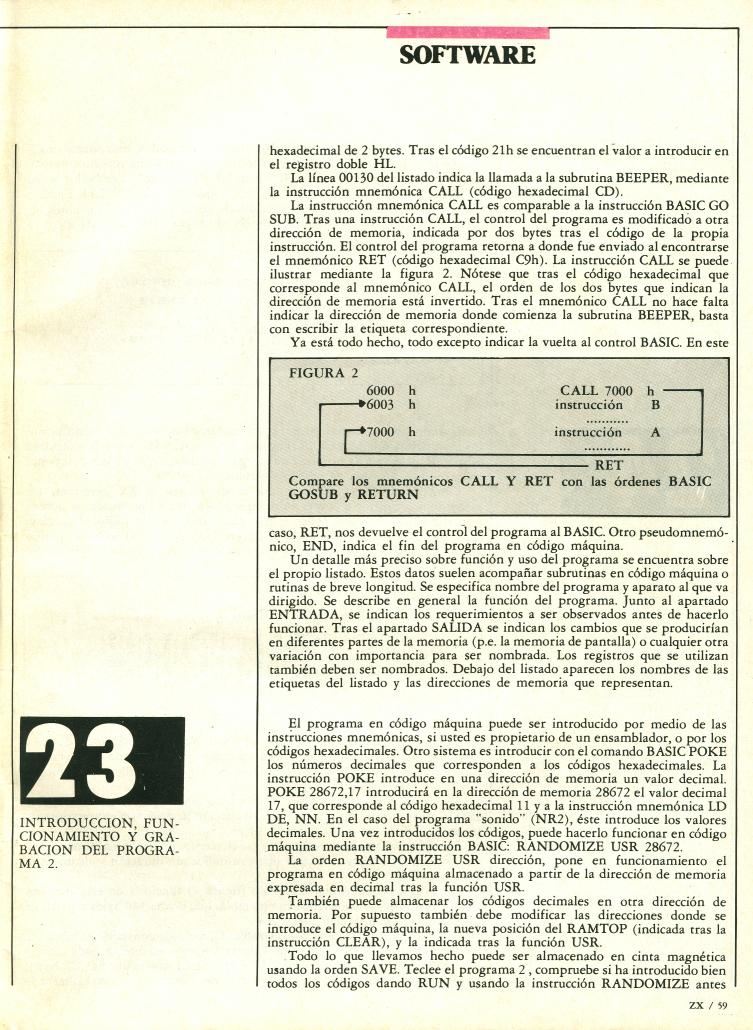 SOFTWARE
hexadecimal de 2 bytes. Tras el código 21h se encuentran el valor a introducir en
el registro doble HL.
La línea 00130 del listado indica la llamada a la subrutina BEEPER, mediante
la instrucción mnemónica CALL (código hexadecimal CD).
La instrucción mnemónica CALL es comparable a la instrucción BASIC GO
SUB. Tras una instrucción CALL, el control del programa es modificado a otra
dirección de memoria, indicada por dos bytes tras el código de la propia
instrucción. El control del programa retorna a donde fue enviado al encontrarse
el mnemónico RET (código hexadecimal C9h). La instrucción CALL se puede
ilustrar mediante la figura 2. Nótese que tras el código hexadecimal que
corresponde al mnemónico CALL, el orden de los dos bytes que indican la
dirección de memoria está invertido. Tras el mnemónico CALL no hace falta
indicar la dirección de memoria donde comienza la subrutina BEEPER, basta
con escribir la etiqueta correspondiente.
Ya está todo hecho, todo excepto indicar la vuelta al control BASIC. En este
FIGURA 2
6000 h CALL 7000 h
6003 h instrucción B
............
7000 h instrucción A
............
RET
Compare los mnemónicos CALL Y RET con las órdenes BASIC
GOSUB y RETURN
caso, RET, nos devuelve el control del programa al BASIC. Otro pseudomnemó-
nico, END, indica el fin del programa en código máquina.
Un detalle más preciso sobre función y uso del programa se encuentra sobre
el propio listado. Estos datos suelen acompañar subrutinas en código máquina o
rutinas de breve longitud. Se especifica nombre del programa y aparato al que va
dirigido. Se describe en general la función del programa. Junto al apartado
ENTRADA, se indican los requerimientos a ser observados antes de hacerlo
funcionar. Tras el apartado SALIDA se indican los cambios que se producirían
en diferentes partes de la memoria (p.e. la memoria de pantalla) o cualquier otra
variación con importancia para ser nombrada. Los registros que se utilizan
también deben ser nombrados. Debajo del listado aparecen los nombres de las
etiquetas del listado y las direcciones de memoria que representan.
23
INTRODUCCION, FUN-
CIONAMIENTO Y GRA-
BACION DEL PROGRA-
MA 2.
El programa en código máquina puede ser introducido por medio de las
instrucciones mnemónicas, si usted es propietario de un ensamblador, o por los
códigos hexadecimales. Otro sistema es introducir con el comando BASIC POKE
los números decimales que corresponden a los códigos hexadecimales. La
instrucción POKE introduce en una dirección de memoria un valor decimal.
POKE 28672,17 introducirá en la dirección de memoria 28672 el valor decimal
17, que corresponde al código hexadecimal 11 y a la instrucción mnemónica LD
DE, NN. En el caso del programa "sonido" (NR2), éste introduce los valores
decimales. Una vez introducidos los códigos, puede hacerlo funcionar en código
máquina mediante la instrucción BASIC: RANDOMIZE USR 28672.
La orden RANDOMIZE USR dirección, pone en funcionamiento el
programa en código máquina almacenado a partir de la dirección de memoria
expresada en decimal tras la función USR.
También puede almacenar los códigos decimales en otra dirección de
memoria. Por supuesto también debe modificar las direcciones donde se
introduce el código máquina, la nueva posición del RAMTOP (indicada tras la
instrucción CLEAR), y la indicada tras la función USR.
Todo lo que llevamos hecho puede ser almacenado en cinta magnética
usando la orden SAVE. Teclee el programa 2 , compruebe si ha introducido bien
todos los códigos dando RUN y usando la instrucción RANDOMIZE antes
ZX / 59